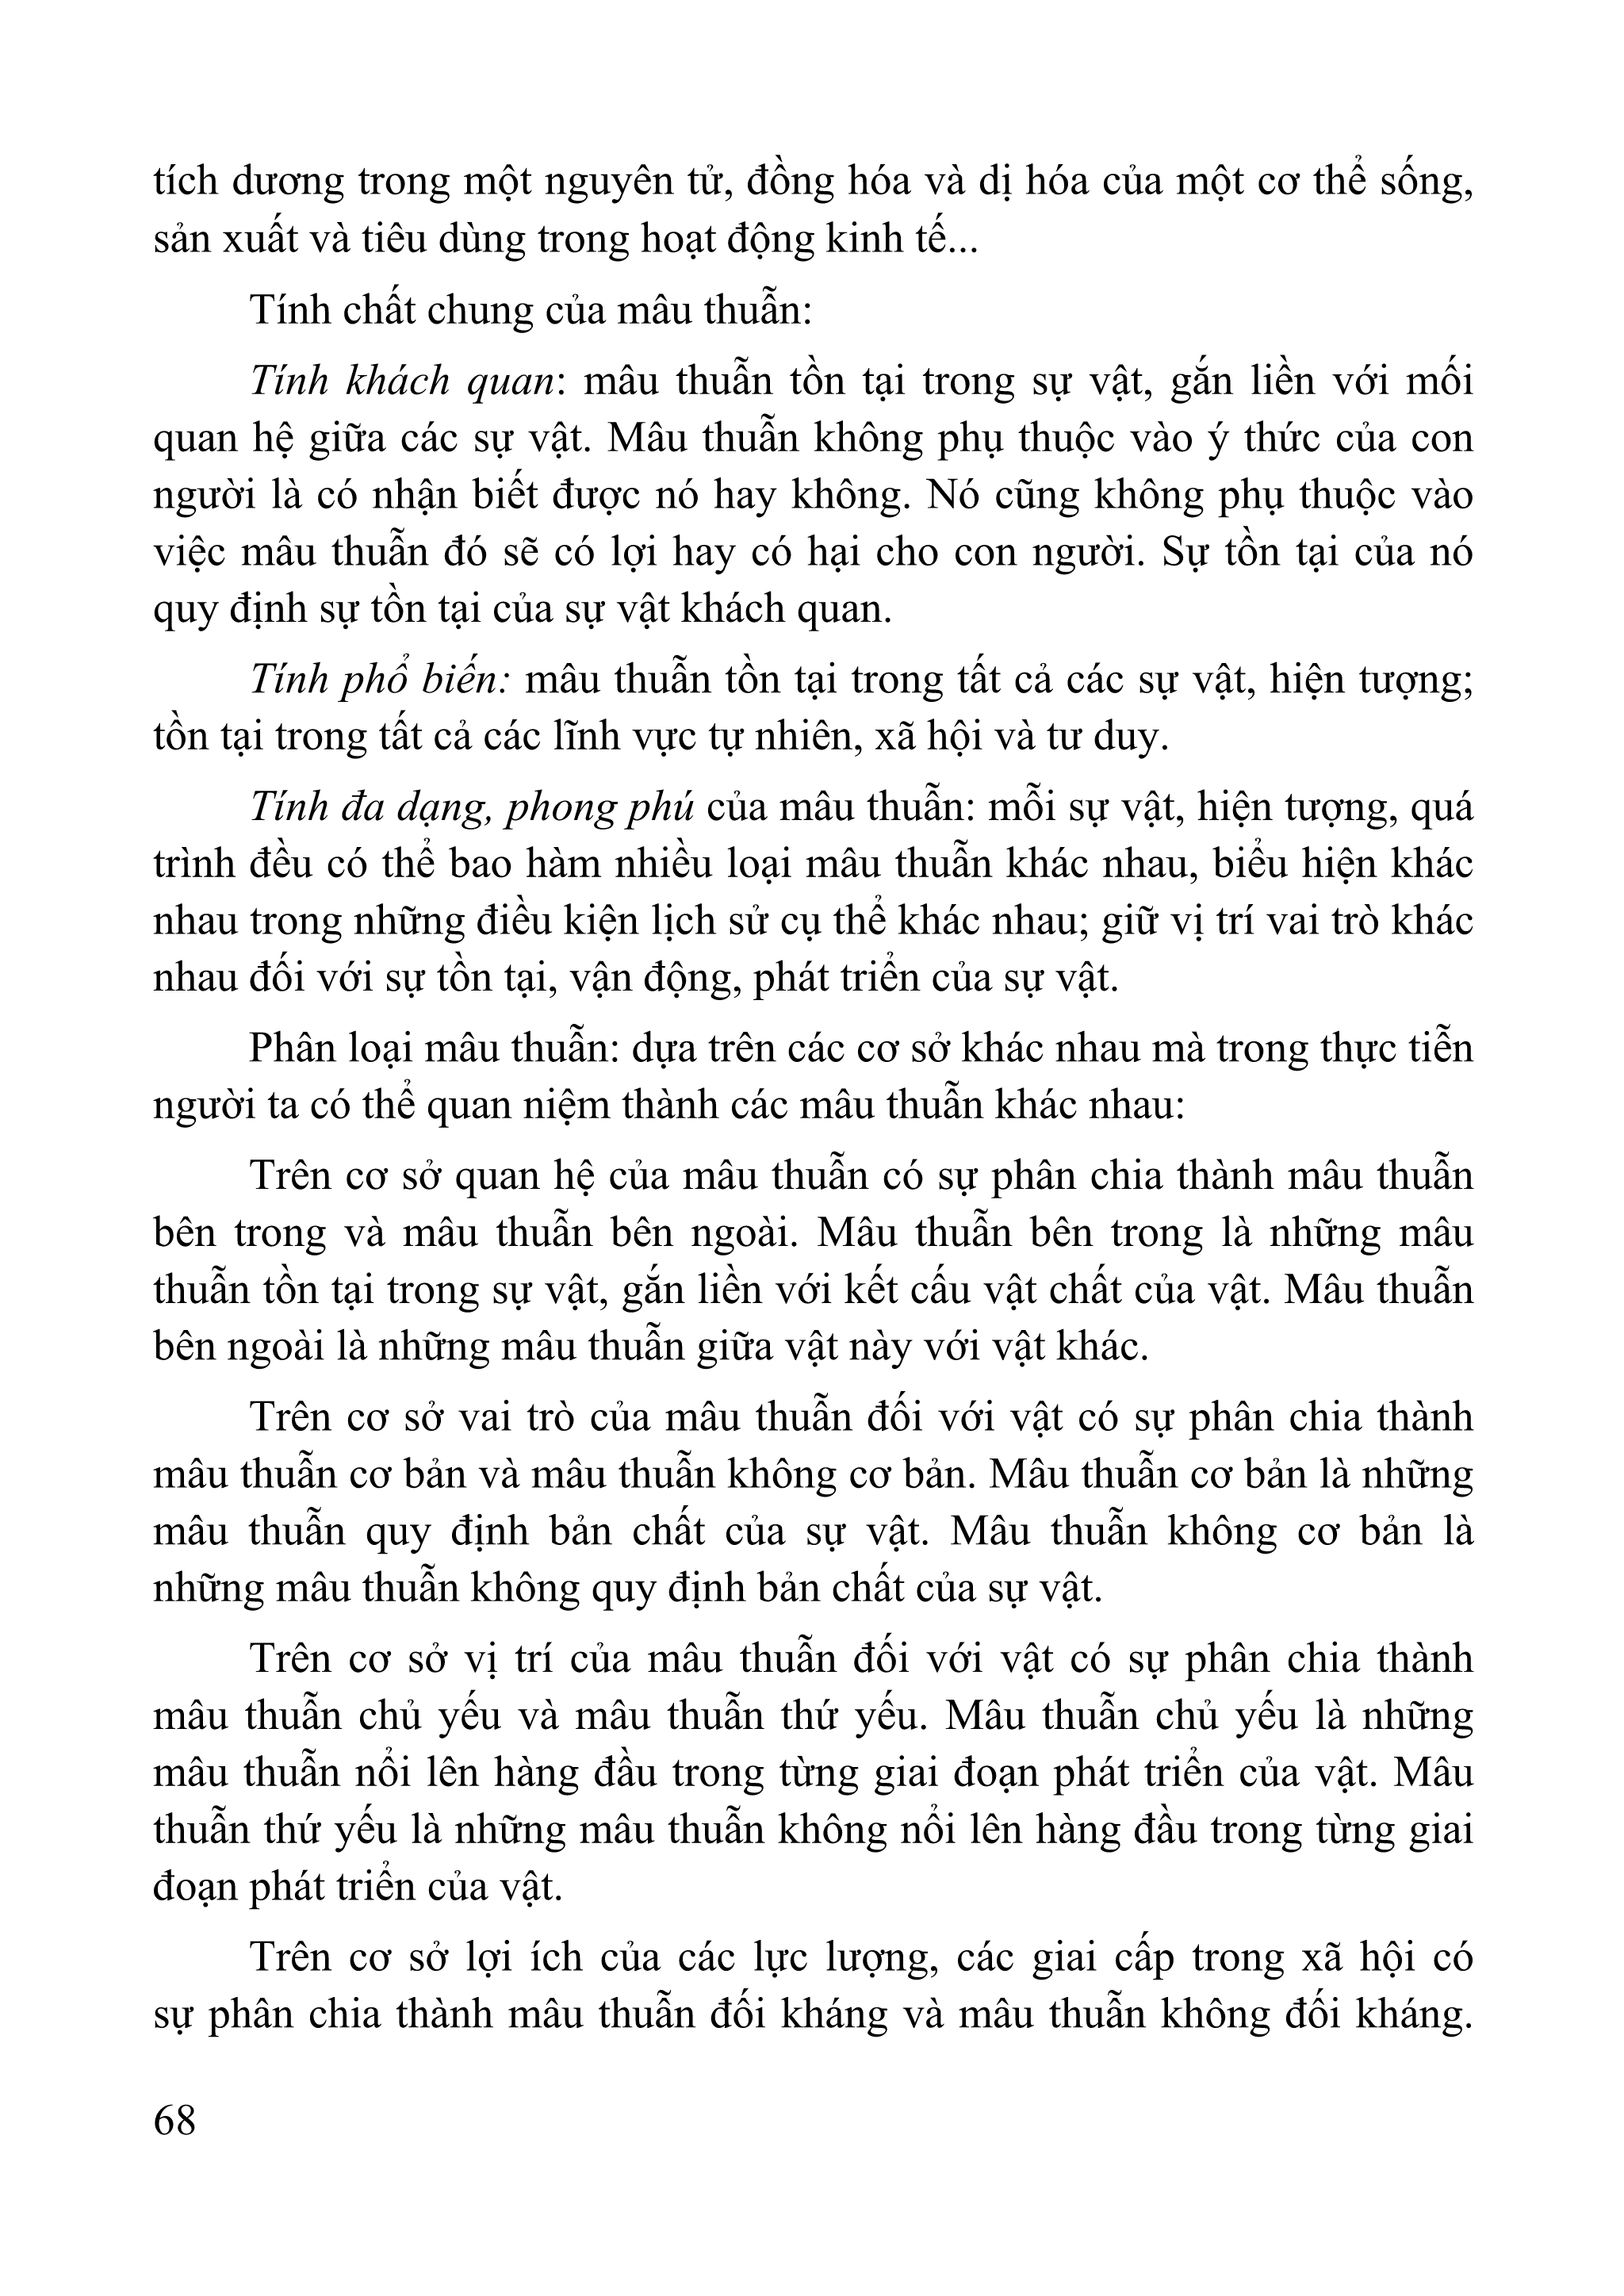 tích dương trong một nguyên tử, đồng hóa và dị hóa của một cơ thể sống,
sản xuất và tiêu dùng trong hoạt động kinh tế...
Tính chất chung của mâu thuẫn:
Tính khách quan: mâu thuẫn tồn tại trong sự vật, gắn liền với mối
quan hệ giữa các sự vật. Mâu thuẫn không phụ thuộc vào ý thức của con
người là có nhận biết được nó hay không. Nó cũng không phụ thuộc vào
việc mâu thuẫn đó sẽ có lợi hay có hại cho con người. Sự tồn tại của nó
quy định sự tồn tại của sự vật khách quan.
Tính phổ biến: mâu thuẫn tồn tại trong tất cả các sự vật, hiện tượng;
tồn tại trong tất cả các lĩnh vực tự nhiên, xã hội và tư duy.
Tính đa dạng, phong phú của mâu thuẫn: mỗi sự vật, hiện tượng, quá
trình đều có thể bao hàm nhiều loại mâu thuẫn khác nhau, biểu hiện khác
nhau trong những điều kiện lịch sử cụ thể khác nhau; giữ vị trí vai trò khác
nhau đối với sự tồn tại, vận động, phát triển của sự vật.
Phân loại mâu thuẫn: dựa trên các cơ sở khác nhau mà trong thực tiễn
người ta có thể quan niệm thành các mâu thuẫn khác nhau:
Trên cơ sở quan hệ của mâu thuẫn có sự phân chia thành mâu thuẫn
bên trong và mâu thuẫn bên ngoài. Mâu thuẫn bên trong là những mâu
thuẫn tồn tại trong sự vật, gắn liền với kết cấu vật chất của vật. Mâu thuẫn
bên ngoài là những mâu thuẫn giữa vật này với vật khác.
Trên cơ sở vai trò của mâu thuẫn đối với vật có sự phân chia thành
mâu thuẫn cơ bản và mâu thuẫn không cơ bản. Mâu thuẫn cơ bản là những
mâu thuẫn quy định bản chất của sự vật. Mâu thuẫn không cơ bản là
những mâu thuẫn không quy định bản chất của sự vật.
Trên cơ sở vị trí của mâu thuẫn đối với vật có sự phân chia thành
mâu thuẫn chủ yếu và mâu thuẫn thứ yếu. Mâu thuẫn chủ yếu là những
mâu thuẫn nổi lên hàng đầu trong từng giai đoạn phát triển của vật. Mâu
thuẫn thứ yếu là những mâu thuẫn không nổi lên hàng đầu trong từng giai
đoạn phát triển của vật.
Trên cơ sở lợi ích của các lực lượng, các giai cấp trong xã hội có
sự phân chia thành mâu thuẫn đối kháng và mâu thuẫn không đối kháng.
68